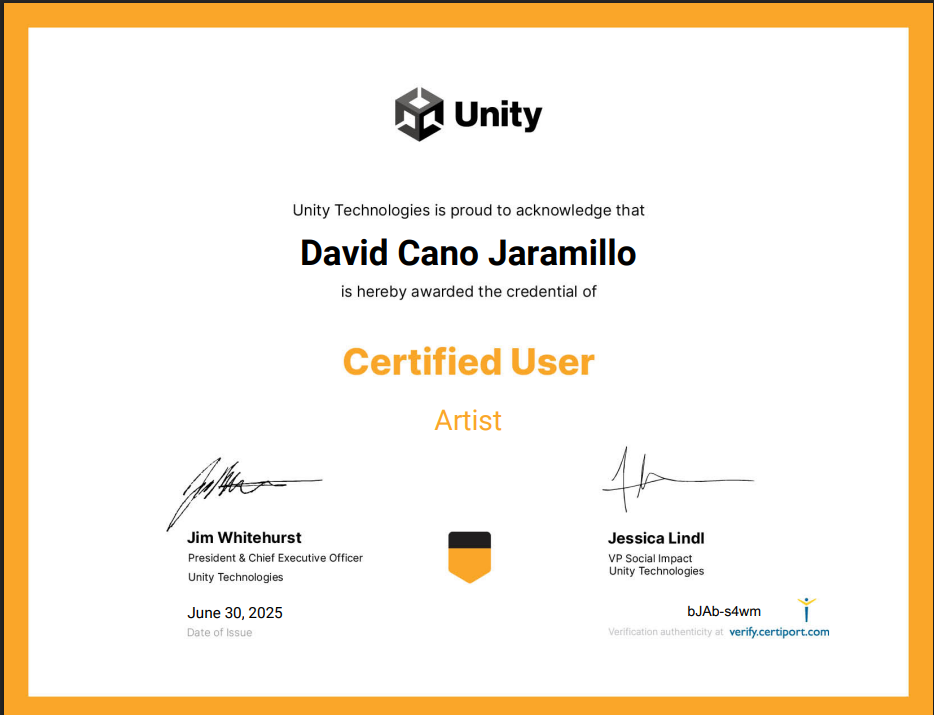 Unity
Unity Technologies is proud to acknowledge that
David Cano Jaramillo
is hereby awarded the credential of
Certified User
Artist
Jim Whitehurst
President & Chief Executive Officer
Unity Technologies
June 30, 2025
Date of Issue
Jessica Lindl
VP Social Impact
Unity Technologies
bJAb-s4wm
Verification authenticity at verify.certiport.com